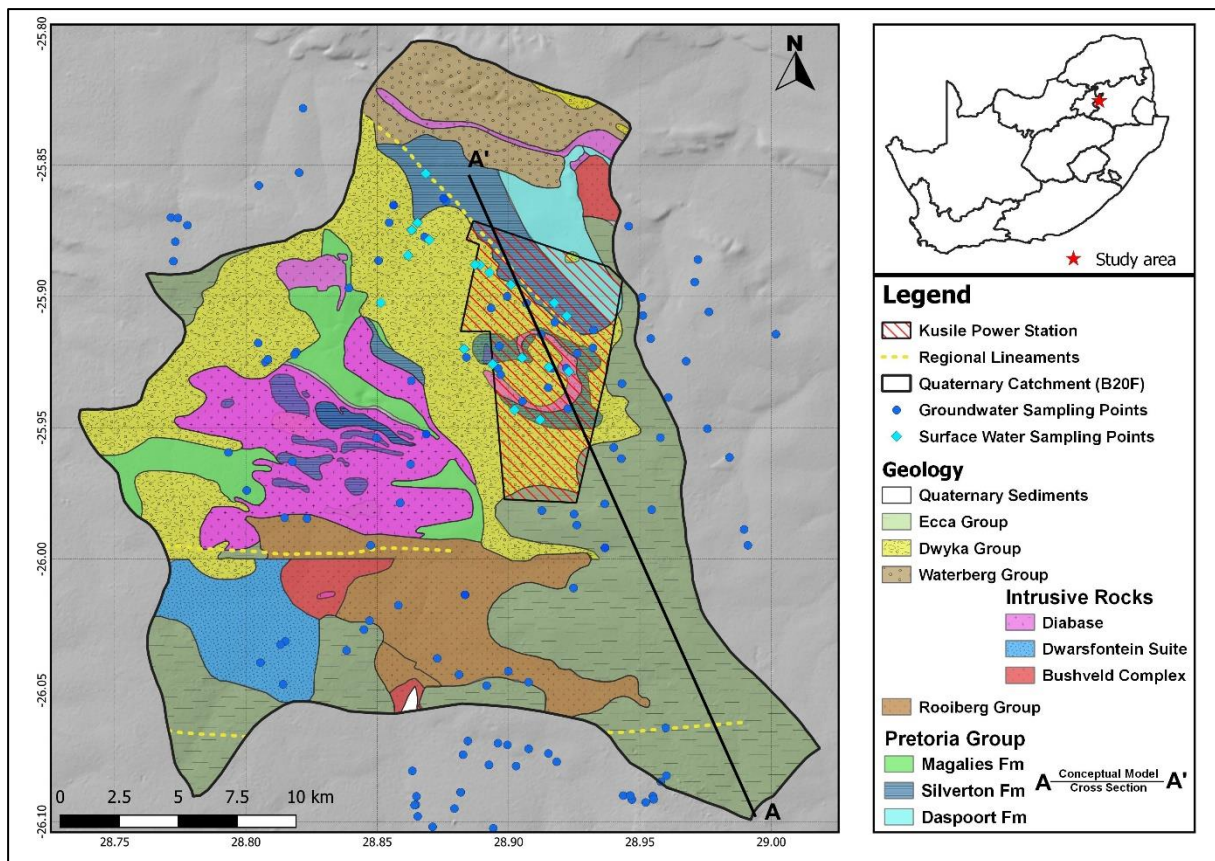 -25.80
-25.85
-25.90
-25.95
-26.00
-26.05
-26.10
N
A'
A
0 2.5 5 7.5 10 km
28.75 28.80 28.85 28.90 28.95 29.00
Study area
Legend
Kusile Power Station
Regional Lineaments
Quaternary Catchment (B20F)
Groundwater Sampling Points
Surface Water Sampling Points
Geology
Quaternary Sediments
Ecca Group
Dwyka Group
Waterberg Group
Intrusive Rocks
Diabase
Dwarsfontein Suite
Bushveld Complex
Rooiberg Group
Pretoria Group
Magalies Fm
Silverton Fm
Daspoort Fm
A Conceptual Model A'
Cross Section